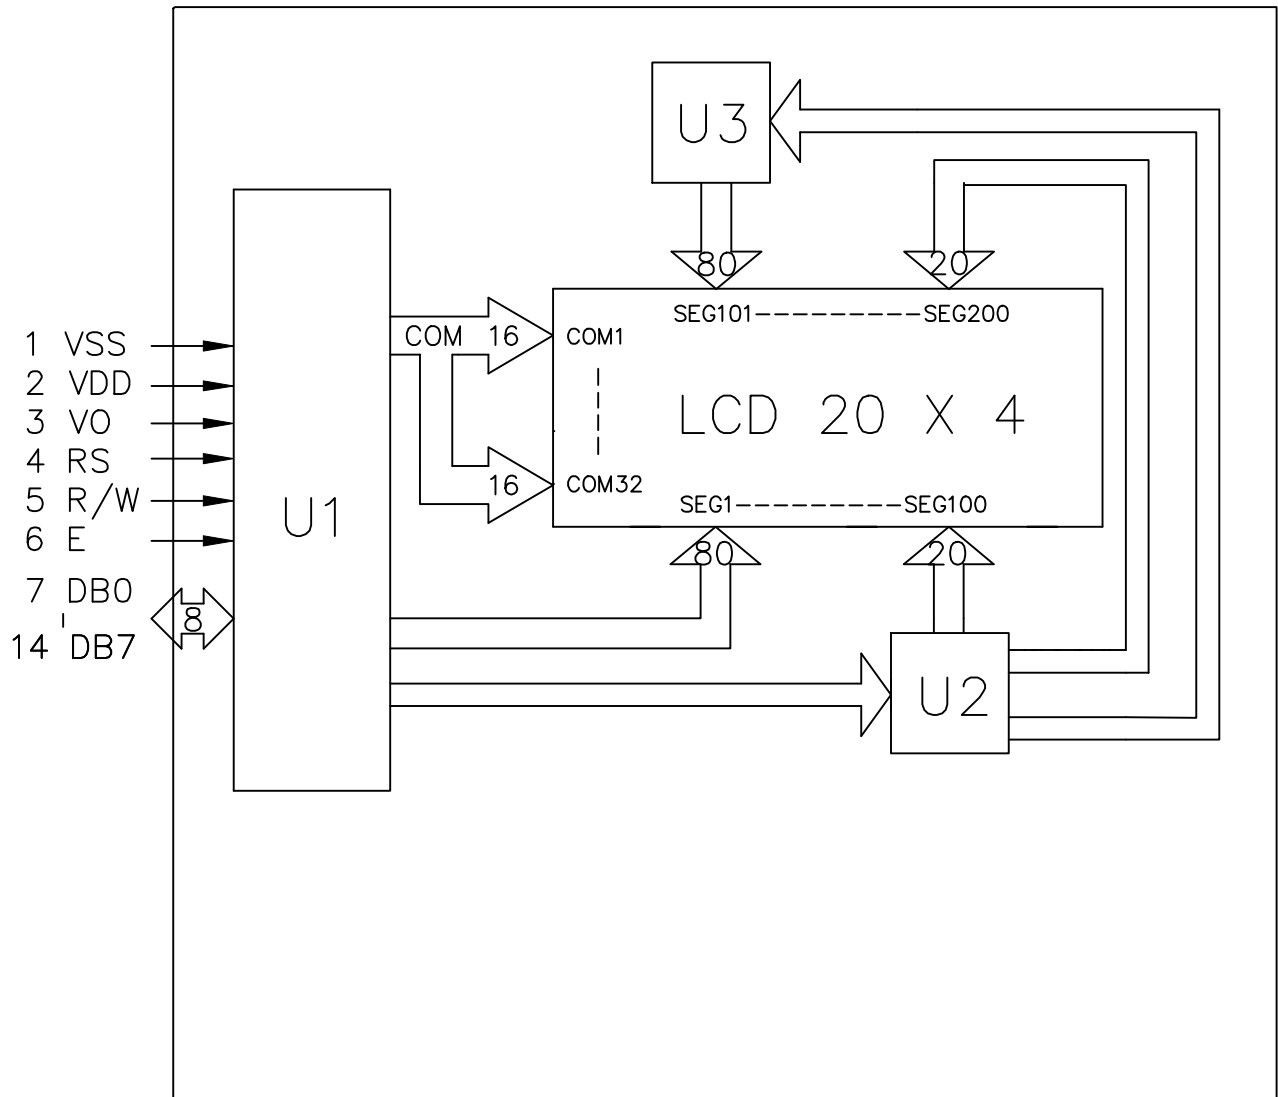 U3
80
20
SEG101 SEG200
COM 16
COM1
1 VSS
2 VDD
3 VO
4 RS
5 R/W
6 E
7 DB0
14 DB7
8
U1
LCD 20 X 4
16
COM32
SEG1 SEG100
80
20
U2